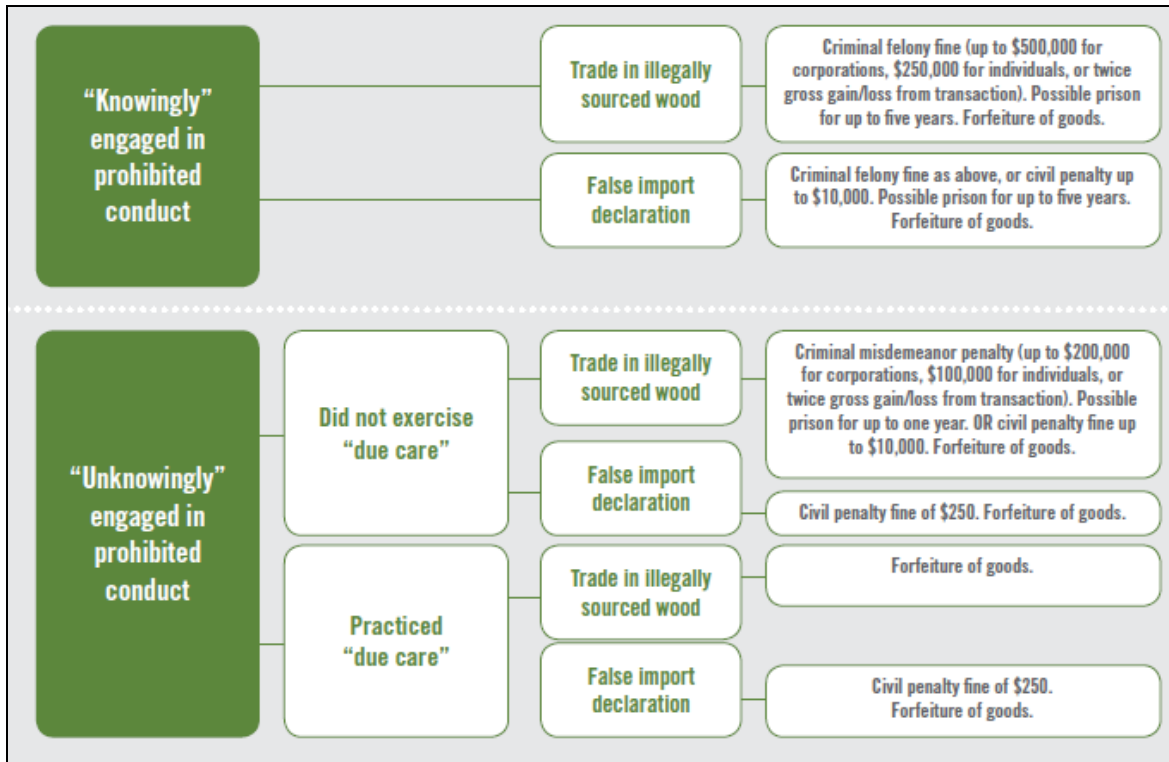 “Knowingly”
engaged in
prohibited
conduct
Trade in illegally
sourced wood
Criminal felony fine (up to $500,000 for
corporations, $250,000 for individuals, or twice
gross gain/loss from transaction). Possible prison
for up to five years. Forfeiture of goods.
False import
declaration
Criminal felony fine as above, or civil penalty up
to $10,000. Possible prison for up to five years.
Forfeiture of goods.
“Unknowingly”
engaged in
prohibited
conduct
Did not exercise
“due care”
Trade in illegally
sourced wood
Criminal misdemeanor penalty (up to $200,000
for corporations, $100,000 for individuals, or
twice gross gain/loss from transaction). Possible
prison for up to one year. OR civil penalty fine up
to $10,000. Forfeiture of goods.
False import
declaration
Civil penalty fine of $250. Forfeiture of goods.
Practiced
“due care”
Trade in illegally
sourced wood
Forfeiture of goods.
False import
declaration
Civil penalty fine of $250.
Forfeiture of goods.